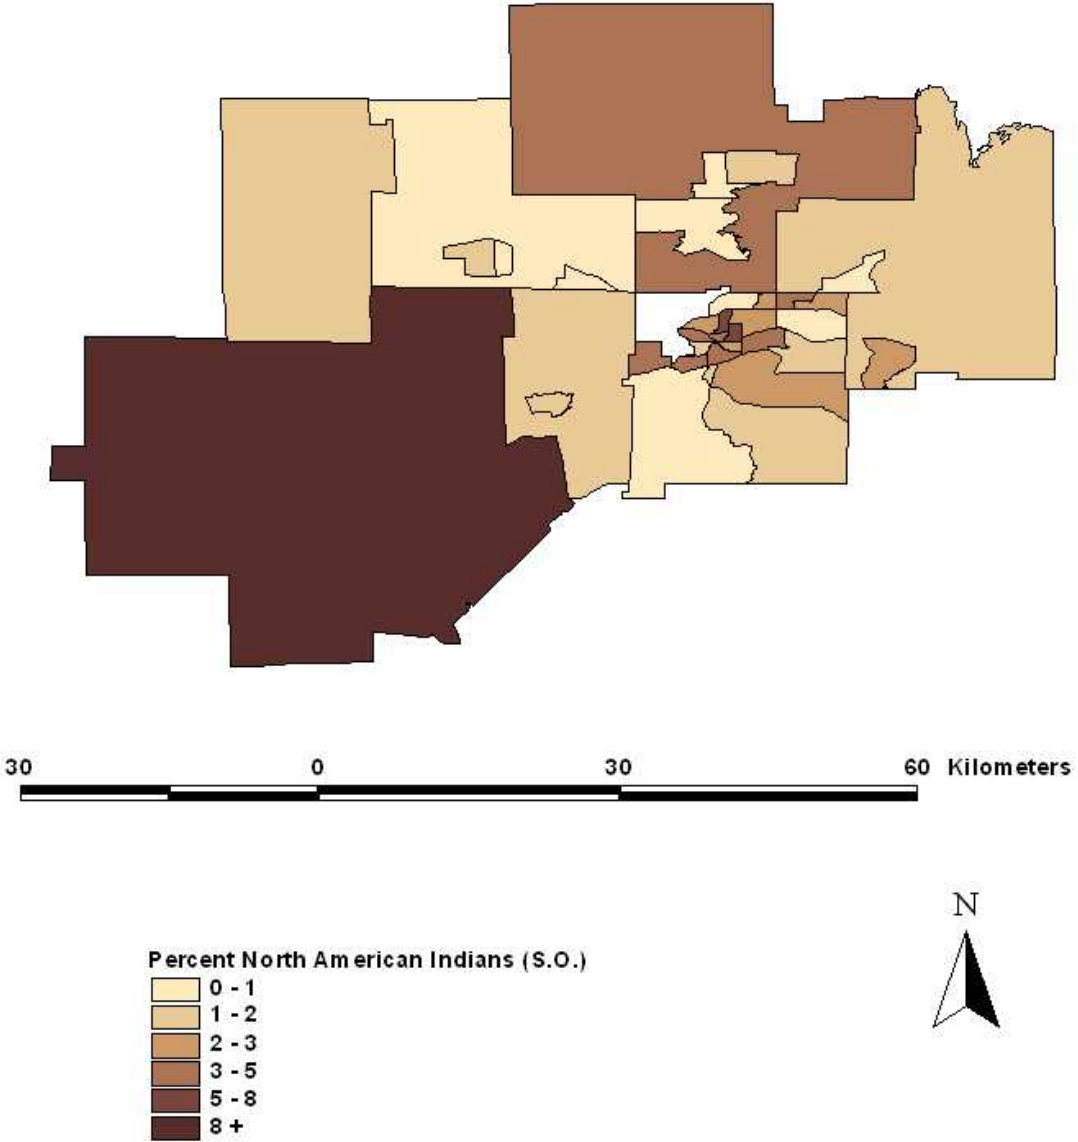 30 0 30 60 Kilometers
N
Percent North American Indians (S.O.)
0 - 1
1 - 2
2 - 3
3 - 5
5 - 8
8 +